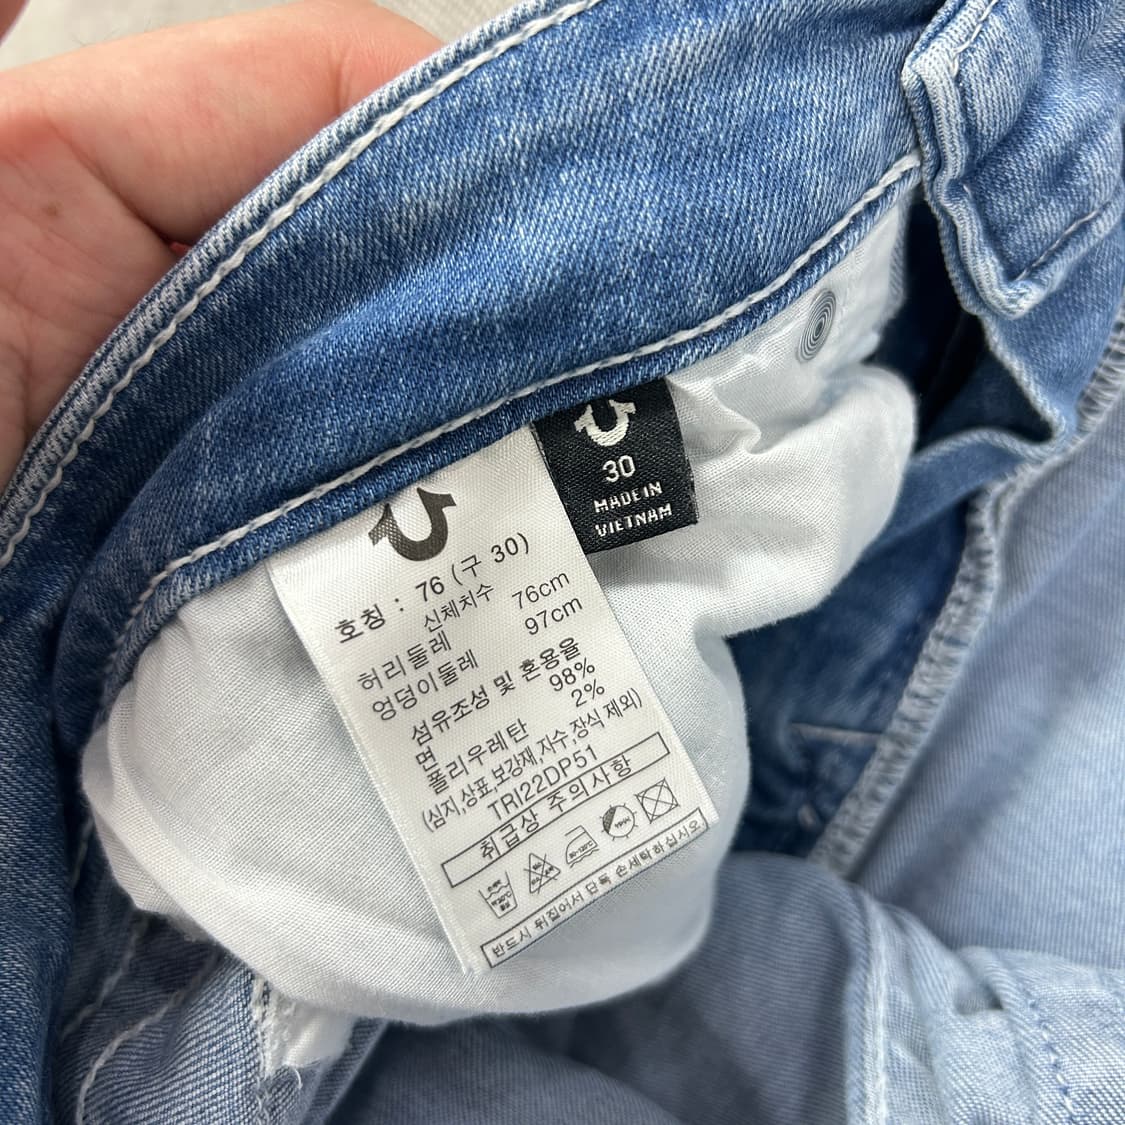 30
MADE IN
VIETNAM
호칭 : 76 (구 30)
신체치수
허리둘레 76cm
엉덩이둘레 97cm
섬유조성 및 혼용율
면 98%
폴리우레탄 2%
(심지,상표,보강재,자수,장식 제외)
TRI22DP51
취급상 주의사항
반드시 뒤집어서 단독 손세탁하십시오.